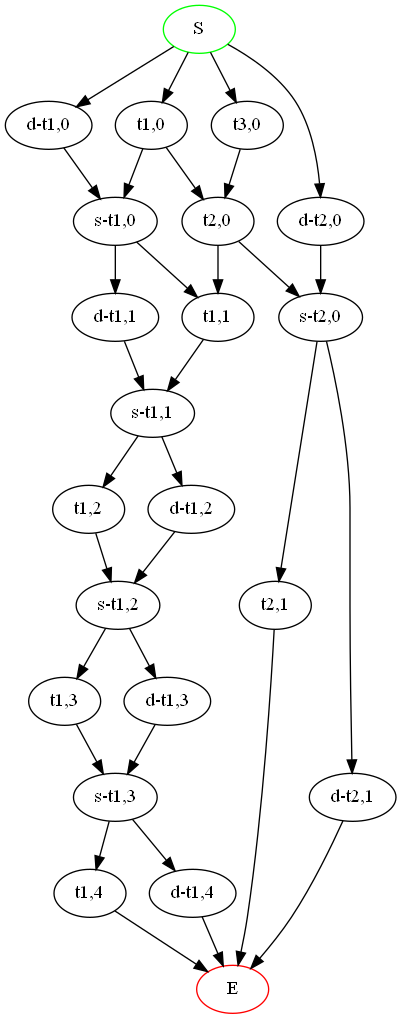 S
d-t1,0
t1,0
t3,0
s-t1,0
t2,0
d-t2,0
d-t1,1
t1,1
s-t2,0
s-t1,1
t1,2
d-t1,2
s-t1,2
t2,1
t1,3
d-t1,3
s-t1,3
d-t2,1
t1,4
d-t1,4
E